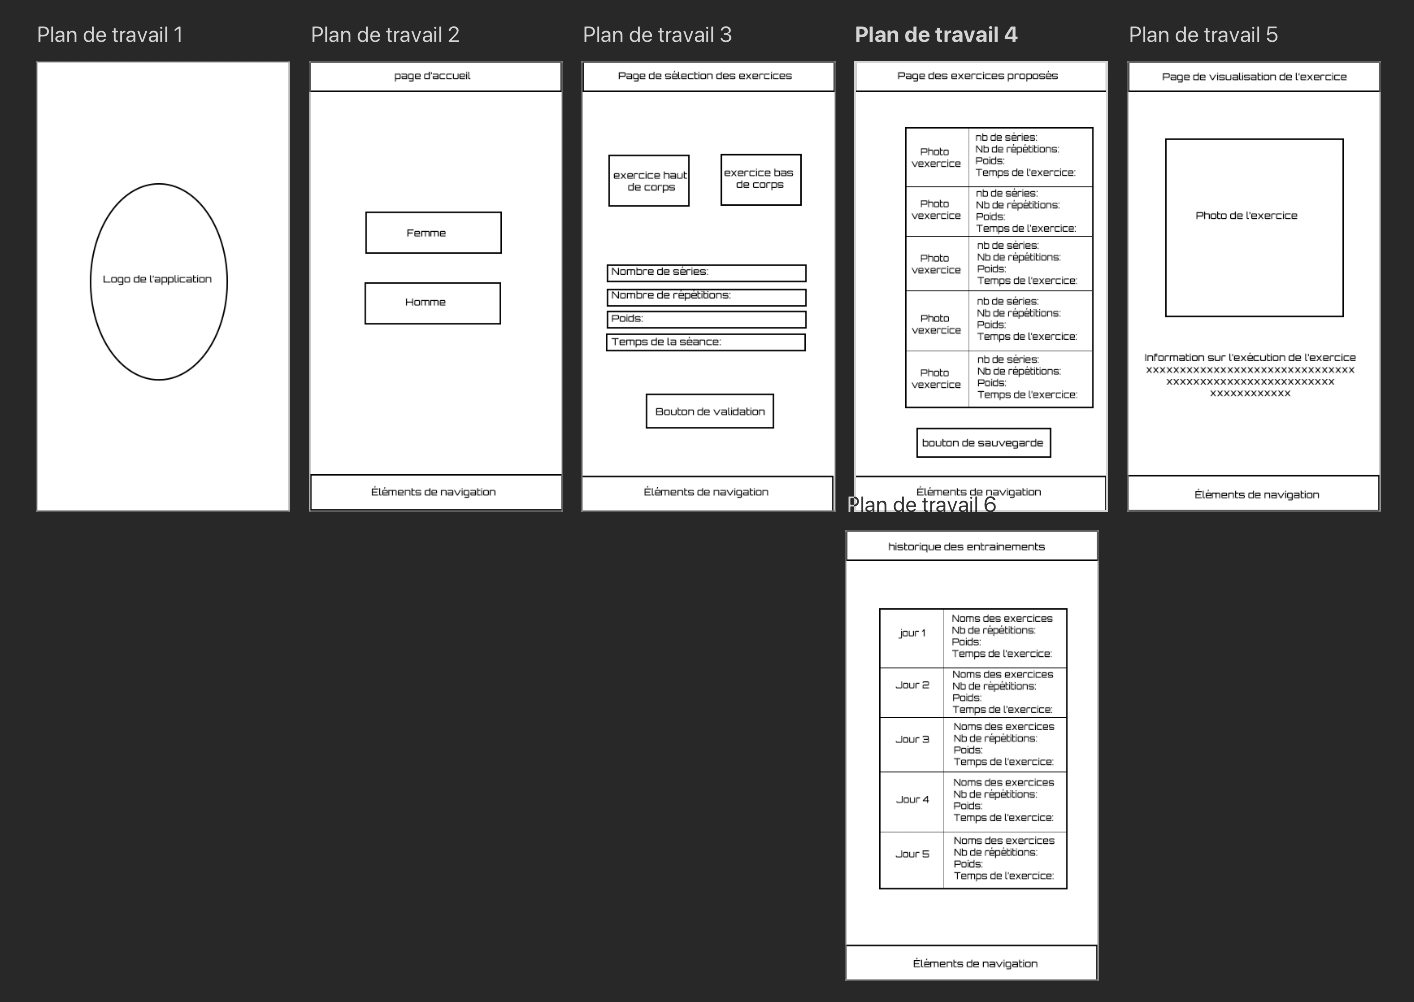 Plan de travail 1
Logo de l'application
Plan de travail 2
page d'accueil
Femme
Homme
Éléments de navigation
Plan de travail 3
Page de sélection des exercices
exercice haut
de corps
exercice bas
de corps
Nombre de séries:
Nombre de répétitions:
Poids:
Temps de la séance:
Bouton de validation
Éléments de navigation
Plan de travail 4
Page des exercices proposés
Photo
vexercice
nb de séries:
Nb de répétitions:
Poids:
Temps de l'exercice:
Photo
vexercice
nb de séries:
Nb de répétitions:
Poids:
Temps de l'exercice:
Photo
vexercice
nb de séries:
Nb de répétitions:
Poids:
Temps de l'exercice:
Photo
vexercice
nb de séries:
Nb de répétitions:
Poids:
Temps de l'exercice:
Photo
vexercice
nb de séries:
Nb de répétitions:
Poids:
Temps de l'exercice:
bouton de sauvegarde
Éléments de navigation
Plan de travail 5
Page de visualisation de l'exercice
Photo de l'exercice
Information sur l'exécution de l'exercice
xxxxxxxxxxxxxxxxxxxxxxxxxxxxxxx
xxxxxxxxxxxxxxxxxxxxxxxxx
xxxxxxxxxxxx
Éléments de navigation
Plan de travail 6
historique des entrainements
jour 1
Noms des exercices
Nb de répétitions:
Poids:
Temps de l'exercice:
Jour 2
Noms des exercices
Nb de répétitions:
Poids:
Temps de l'exercice:
Jour 3
Noms des exercices
Nb de répétitions:
Poids:
Temps de l'exercice:
Jour 4
Noms des exercices
Nb de répétitions:
Poids:
Temps de l'exercice:
Jour 5
Noms des exercices
Nb de répétitions:
Poids:
Temps de l'exercice:
Éléments de navigation